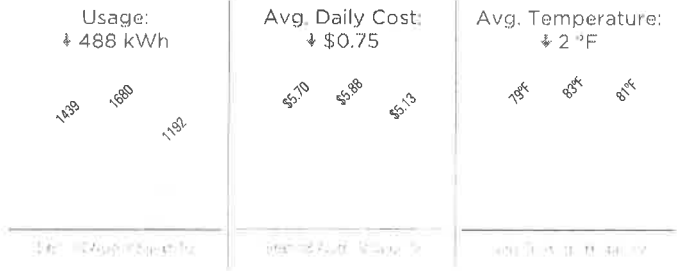 Usage:
↓ 488 kWh
1439
1680
1192
Avg. Daily Cost:
↓ $0.75
$5.70
$5.88
$5.13
Avg. Temperature:
↓ 2 °F
79°F
83°F
81°F